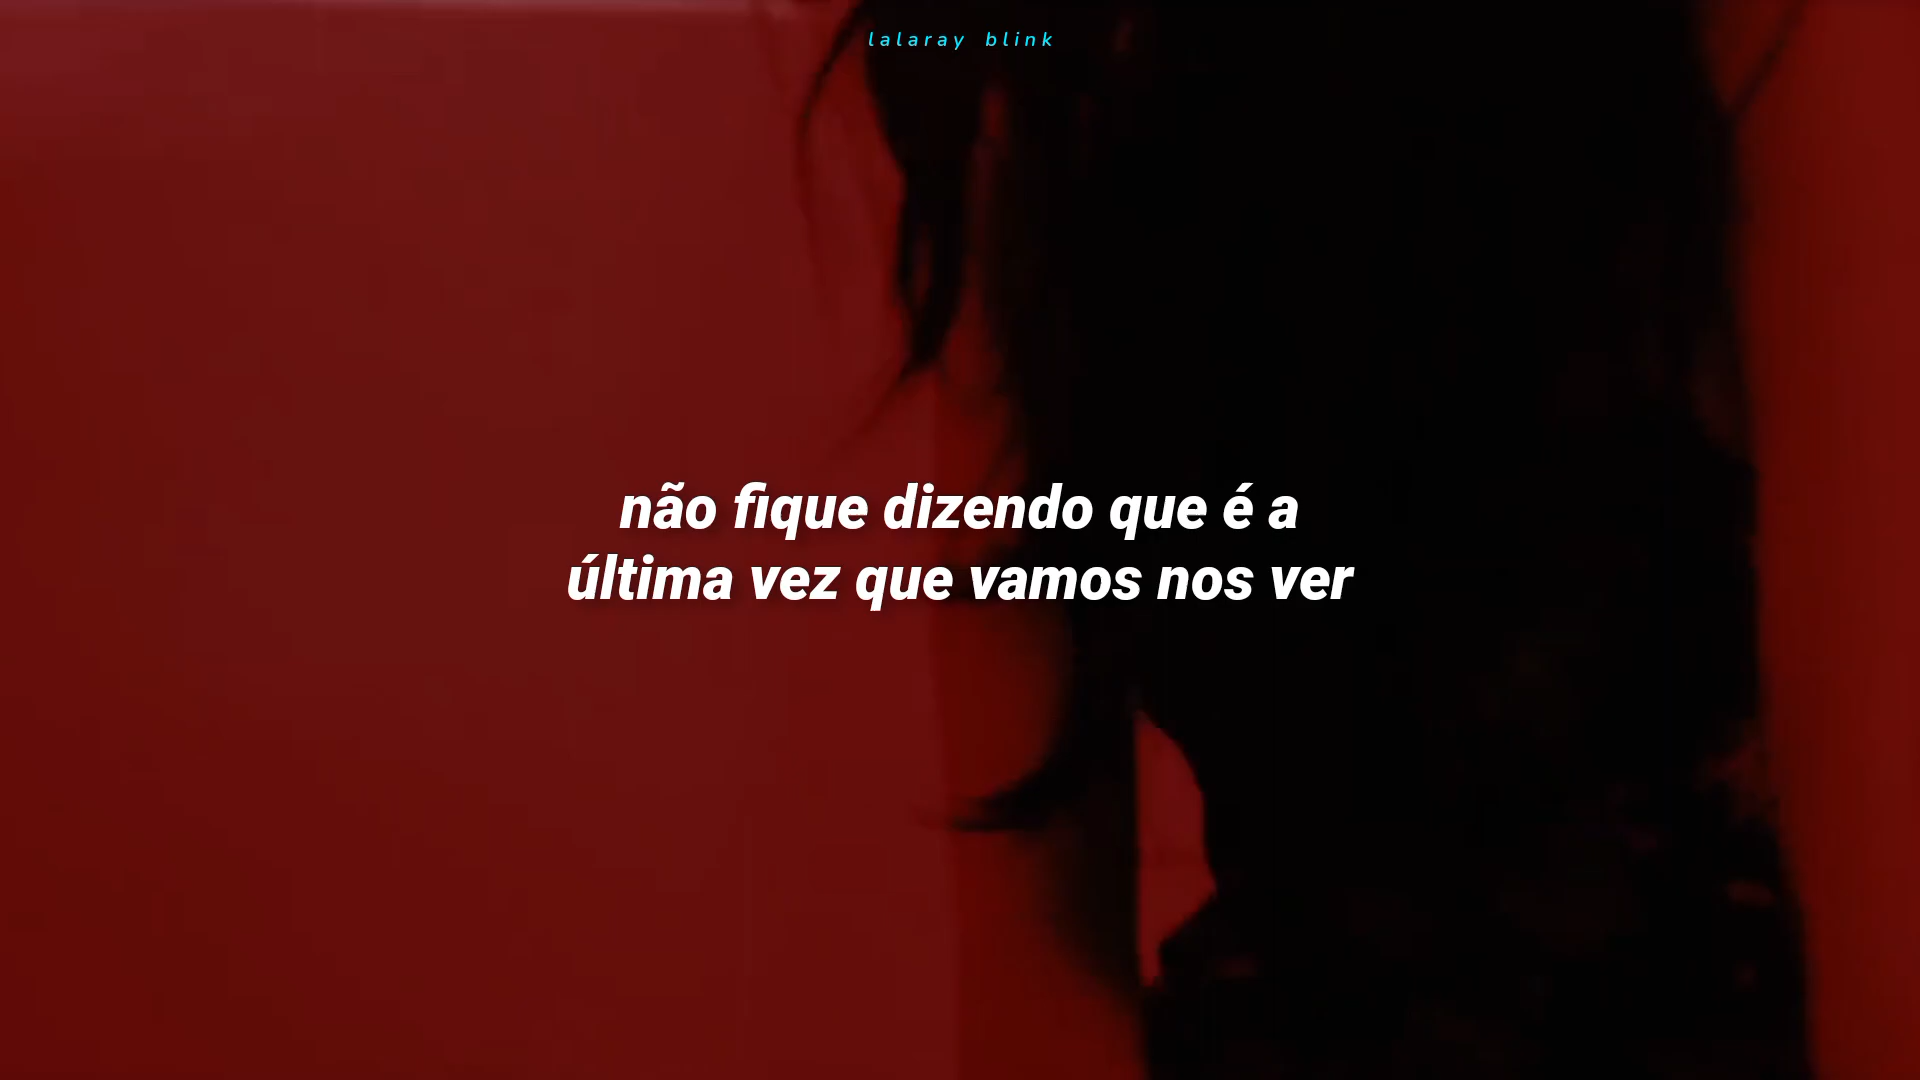 lalaray blink
não fique dizendo que é a
última vez que vamos nos ver